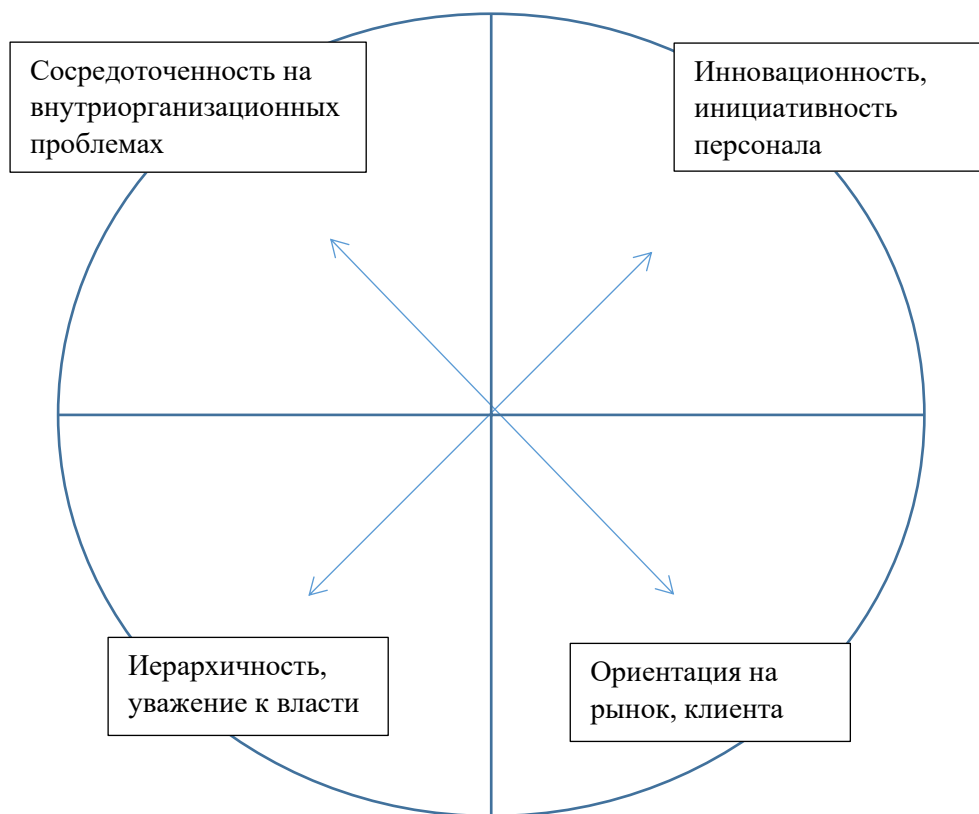 Сосредоточенность на
внутриорганизационных
проблемах
Инновационность,
инициативность
персонала
Иерархичность,
уважение к власти
Ориентация на
рынок, клиента